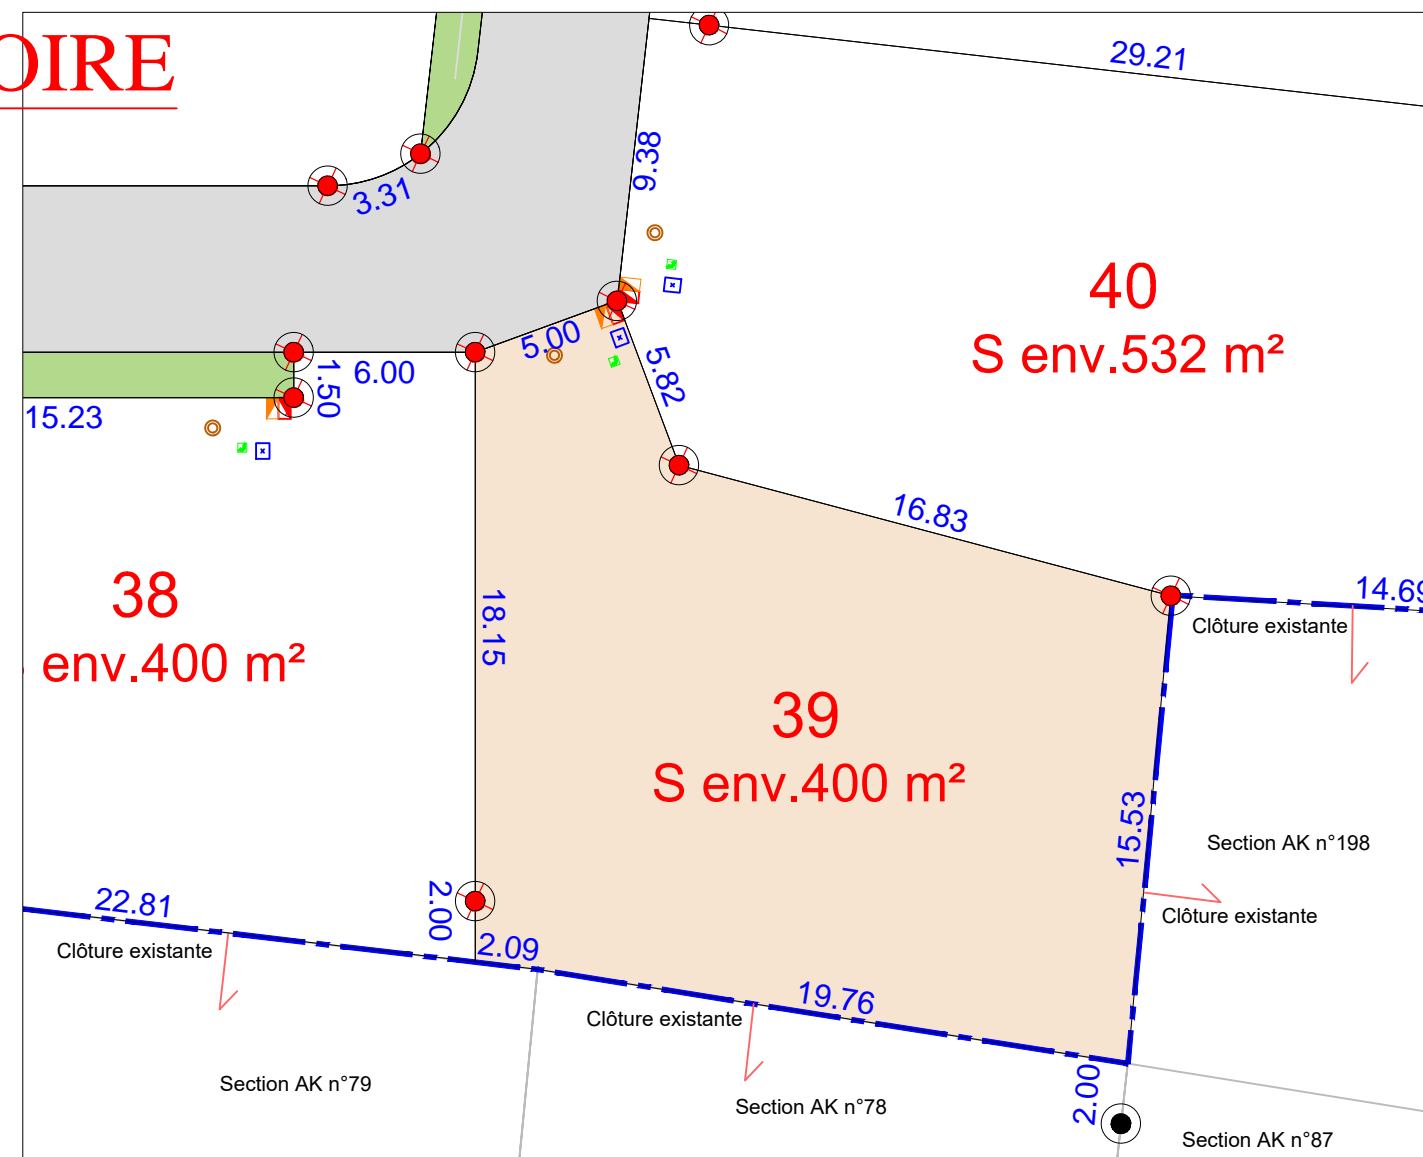 OIRE
29.21
9.38
3.31
40
S env.532 m²
5.00
5.82
6.00
1.50
15.23
16.83
14.69
Clôture existante
38
env.400 m²
18.15
39
S env.400 m²
15.53
Section AK n°198
Clôture existante
22.81
Clôture existante
2.00
2.09
19.76
Clôture existante
Section AK n°79
Section AK n°78
2.00
Section AK n°87